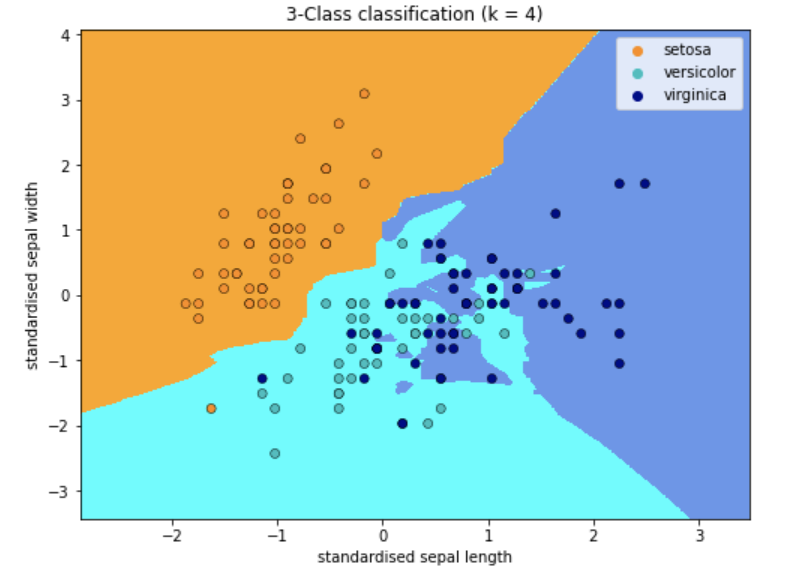 3-Class classification (k = 4)
setosa
versicolor
virginica
4
3
2
1
0
−1
−2
−3
standardised sepal width
−2
−1
0
1
2
3
standardised sepal length